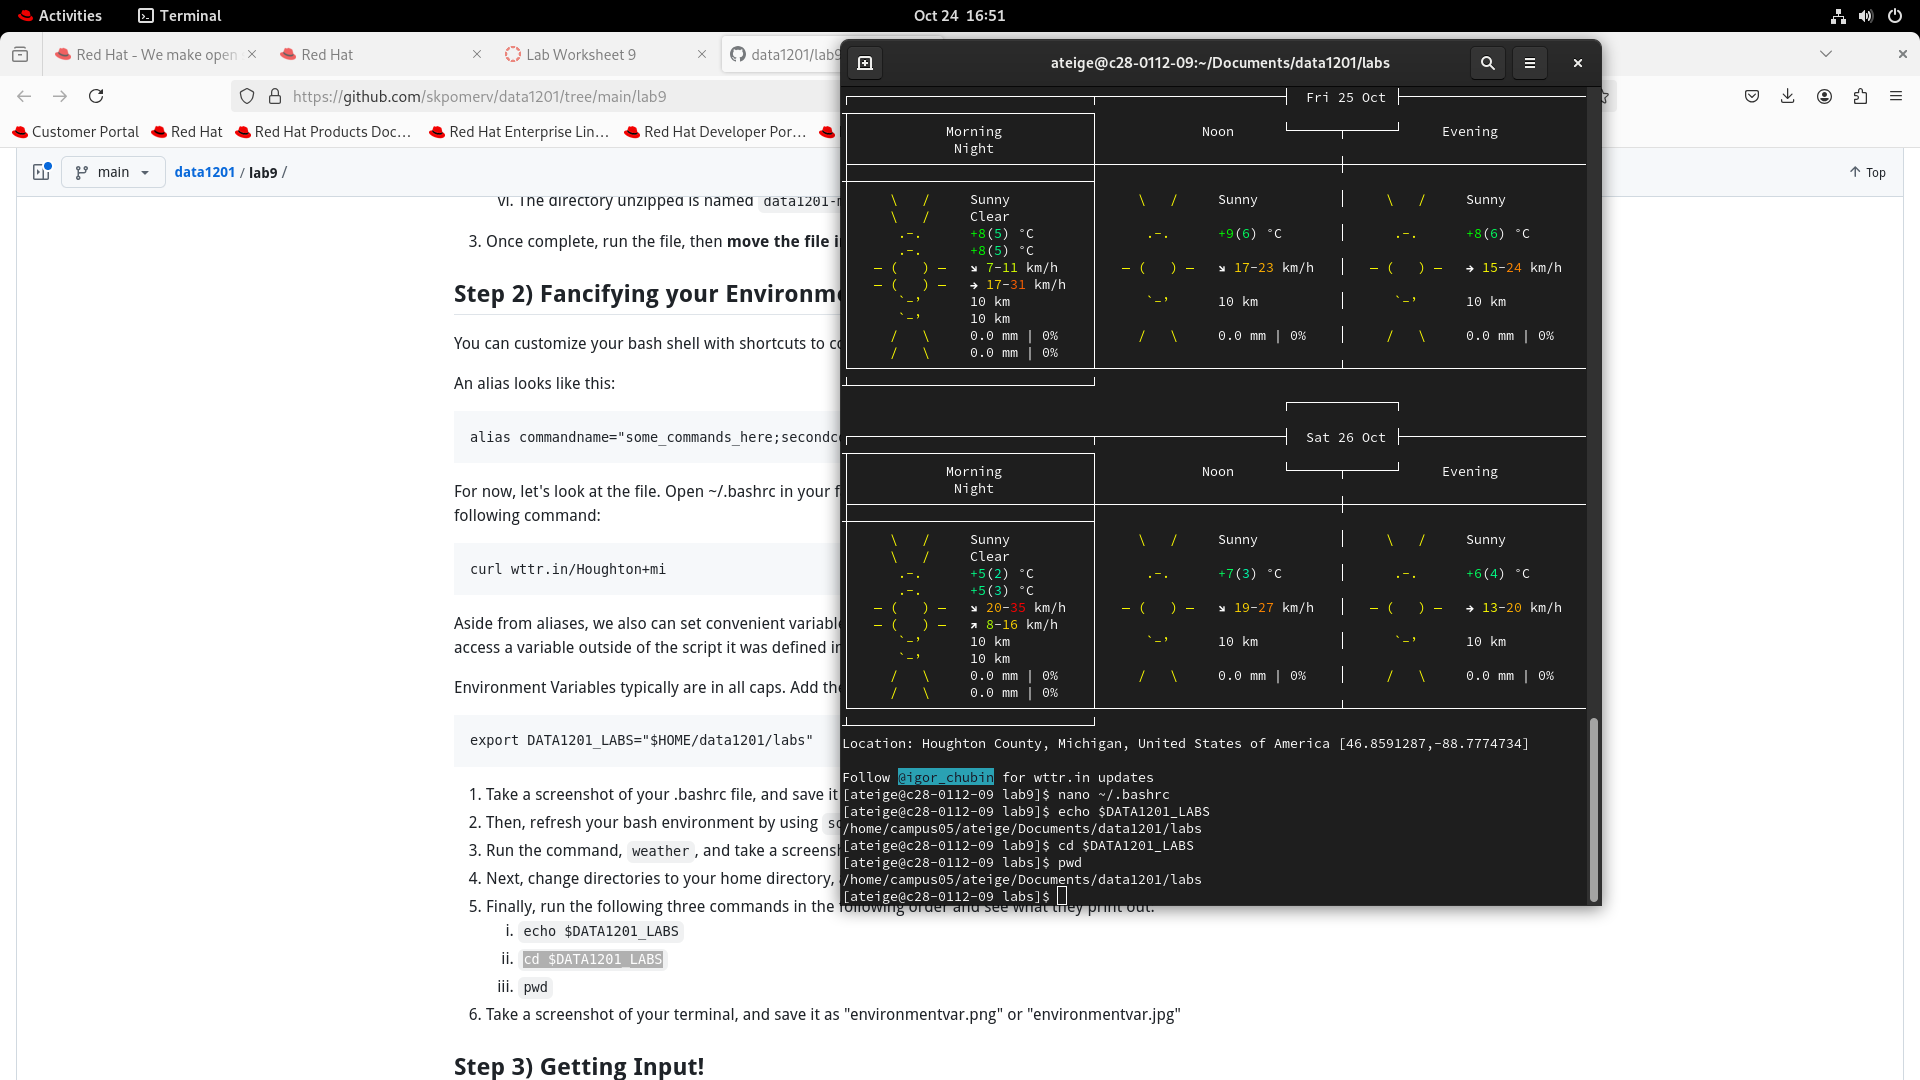 Activities
Terminal
Oct 24 16:51
Red Hat - We make open
Red Hat
Lab Worksheet 9
data1201/lab9
https://github.com/skpomerv/data1201/tree/main/lab9
Customer Portal
Red Hat
Red Hat Products Doc...
Red Hat Enterprise Lin...
Red Hat Developer Por...
main
data1201 / lab9 /
Top
vi. The directory unzipped is named data1201-
3. Once complete, run the file, then move the file i
Step 2) Fancifying your Environme
You can customize your bash shell with shortcuts to c
An alias looks like this:
alias commandname="some_commands_here;secondc
For now, let's look at the file. Open ~/.bashrc in your f
following command:
curl wttr.in/Houghton+mi
Aside from aliases, we also can set convenient variabl
access a variable outside of the script it was defined i
Environment Variables typically are in all caps. Add the
export DATA1201_LABS="$HOME/data1201/labs"
1. Take a screenshot of your .bashrc file, and save it
2. Then, refresh your bash environment by using so
3. Run the command, weather, and take a screensh
4. Next, change directories to your home directory,
5. Finally, run the following three commands in the following order and see what they print out.
i. echo $DATA1201_LABS
ii. cd $DATA1201_LABS
iii. pwd
6. Take a screenshot of your terminal, and save it as "environmentvar.png" or "environmentvar.jpg"
Step 3) Getting Input!
ateige@c28-0112-09:~/Documents/data1201/labs
Fri 25 Oct
Morning Noon Evening
Night
\ / Sunny \ / Sunny \ / Sunny
\ / Clear
.-. +8(5) °C .-. +9(6) °C .-. +8(6) °C
.-. +8(5) °C
― ( ) ― ↘ 7-11 km/h ― ( ) ― ↘ 17-23 km/h ― ( ) ― → 15-24 km/h
― ( ) ― → 17-31 km/h
`-’ 10 km `-’ 10 km `-’ 10 km
`-’ 10 km
/ \ 0.0 mm | 0% / \ 0.0 mm | 0% / \ 0.0 mm | 0%
/ \ 0.0 mm | 0%
Sat 26 Oct
Morning Noon Evening
Night
\ / Sunny \ / Sunny \ / Sunny
\ / Clear
.-. +5(2) °C .-. +7(3) °C .-. +6(4) °C
.-. +5(3) °C
― ( ) ― ↘ 20-35 km/h ― ( ) ― ↘ 19-27 km/h ― ( ) ― → 13-20 km/h
― ( ) ― ↗ 8-16 km/h
`-’ 10 km `-’ 10 km `-’ 10 km
`-’ 10 km
/ \ 0.0 mm | 0% / \ 0.0 mm | 0% / \ 0.0 mm | 0%
/ \ 0.0 mm | 0%
Location: Houghton County, Michigan, United States of America [46.8591287,-88.7774734]
Follow @igor_chubin for wttr.in updates
[ateige@c28-0112-09 lab9]$ nano ~/.bashrc
[ateige@c28-0112-09 lab9]$ echo $DATA1201_LABS
/home/campus05/ateige/Documents/data1201/labs
[ateige@c28-0112-09 lab9]$ cd $DATA1201_LABS
[ateige@c28-0112-09 labs]$ pwd
/home/campus05/ateige/Documents/data1201/labs
[ateige@c28-0112-09 labs]$